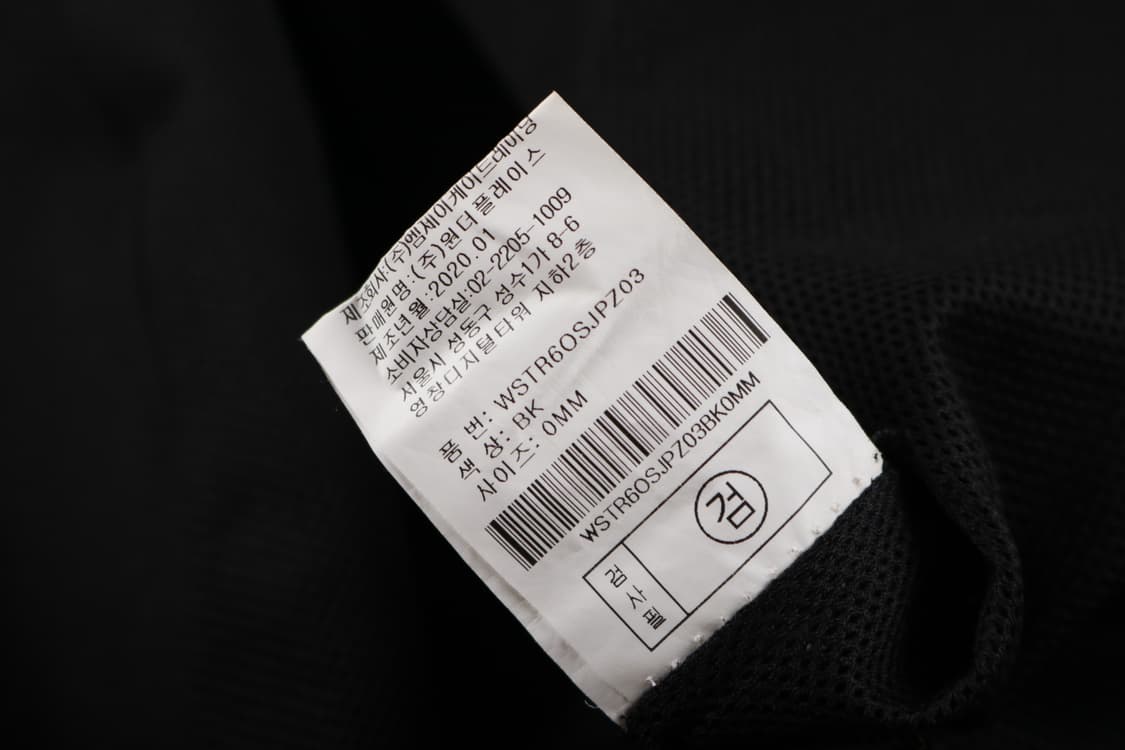 제조회사:(주)엠세이케이트레이딩
판매원명:(주)원더플레이스
제조년월:2020.01
소비자상담실:02-2205-1009
서울시 성동구 성수1가 8-6
영창디지털타워 지하2층
품 번: WSTR6OSJPZ03
색 상: BK
사이즈: 0MM
WSTR6OSJPZ03BK0MM
검사필
검